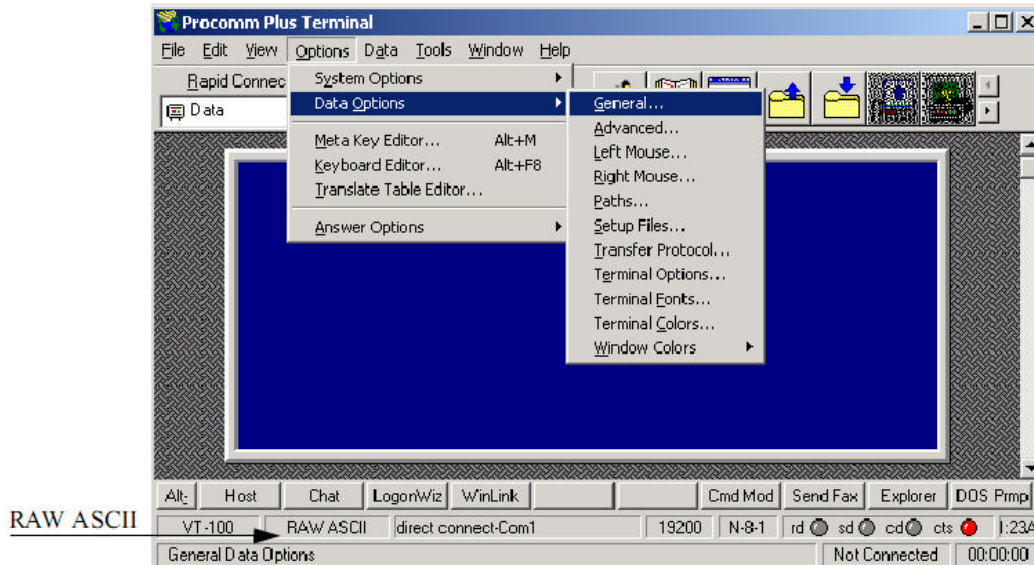 Procomm Plus Terminal
File Edit View Options Data Tools Window Help
Rapid Connec
Data
System Options
Data Options
Meta Key Editor... Alt+M
Keyboard Editor... Alt+F8
Translate Table Editor...
Answer Options
General...
Advanced...
Left Mouse...
Right Mouse...
Paths...
Setup Files...
Transfer Protocol...
Terminal Options...
Terminal Fonts...
Terminal Colors...
Window Colors
Alt- Host Chat LogonWiz WinLink Cmd Mod Send Fax Explorer DOS Prmp
RAW ASCII
VT-100 RAW ASCII direct connect-Com1 19200 N-8-1 rd sd cd cts
General Data Options Not Connected 00:00:00